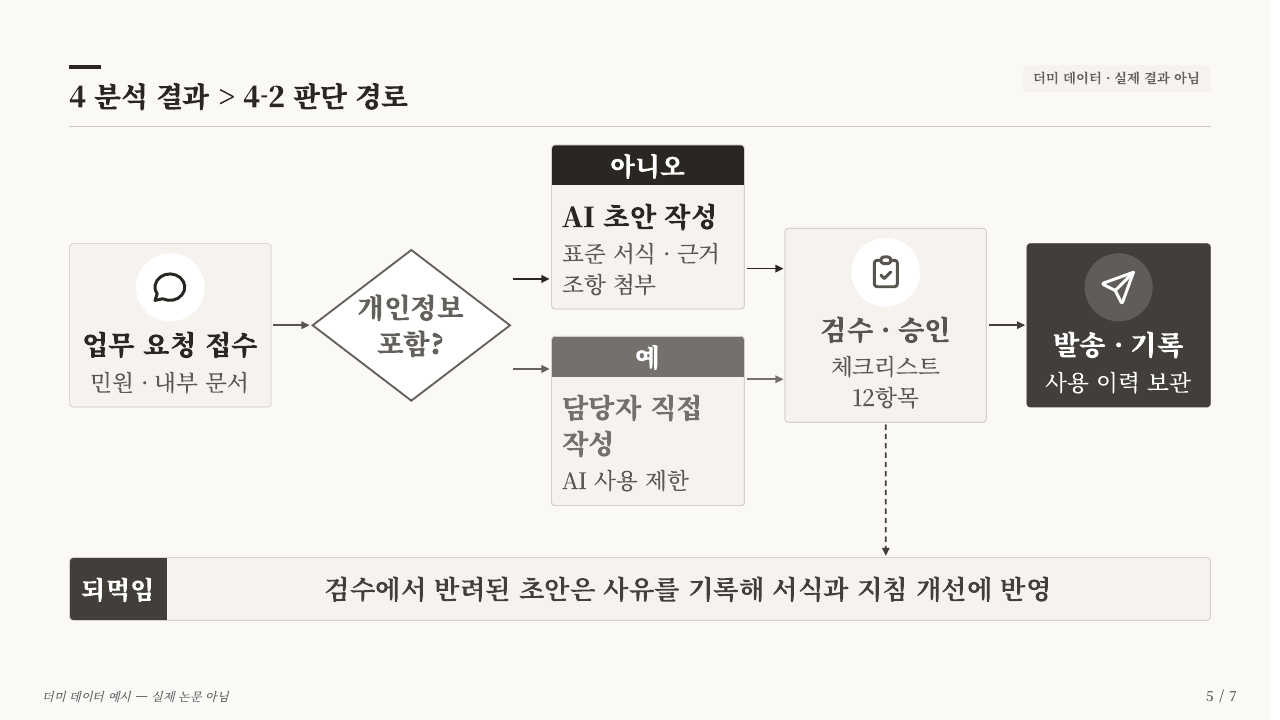 4 분석 결과 > 4-2 판단 경로
더미 데이터 · 실제 결과 아님
업무 요청 접수
민원 · 내부 문서
개인정보
포함?
아니오
AI 초안 작성
표준 서식 · 근거
조항 첨부
예
담당자 직접
작성
AI 사용 제한
검수 · 승인
체크리스트
12항목
발송 · 기록
사용 이력 보관
되먹임
검수에서 반려된 초안은 사유를 기록해 서식과 지침 개선에 반영
더미 데이터 예시 — 실제 논문 아님
5 / 7